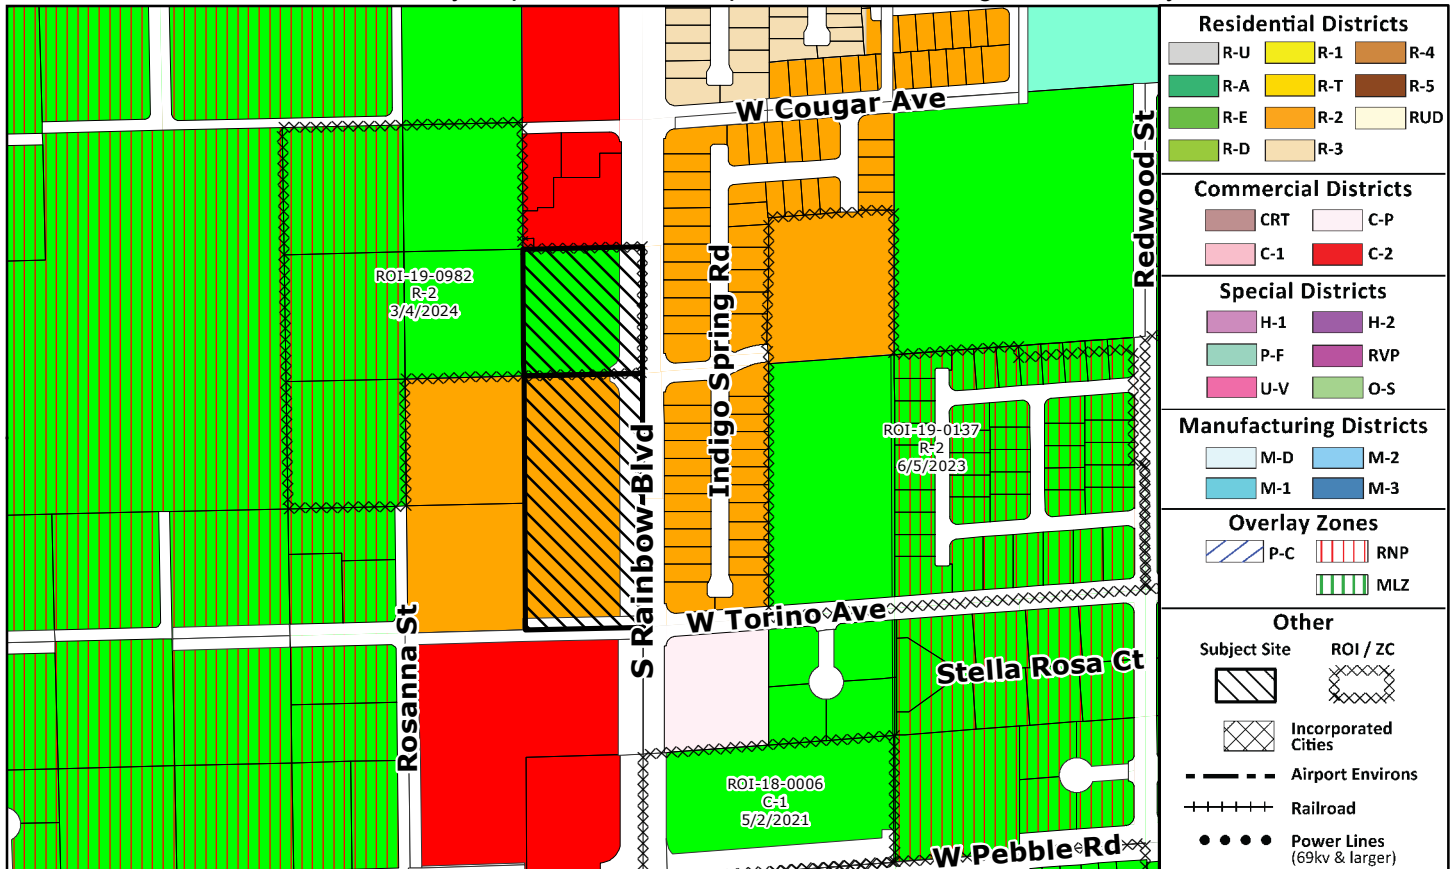 W Cougar Ave
Redwood St
ROI-19-0982
R-2
3/4/2024
Indigo Spring Rd
S Rainbow Blvd
ROI-19-0137
R-2
6/5/2023
W Torino Ave
Rosanna St
Stella Rosa Ct
ROI-18-0006
C-1
5/2/2021
W Pebble Rd
Residential Districts
R-U R-1 R-4
R-A R-T R-5
R-E R-2 RUD
R-D R-3
Commercial Districts
CRT C-P
C-1 C-2
Special Districts
H-1 H-2
P-F RVP
U-V O-S
Manufacturing Districts
M-D M-2
M-1 M-3
Overlay Zones
P-C RNP
MLZ
Other
Subject Site ROI / ZC
Incorporated
Cities
Airport Environs
Railroad
Power Lines
(69kv & larger)